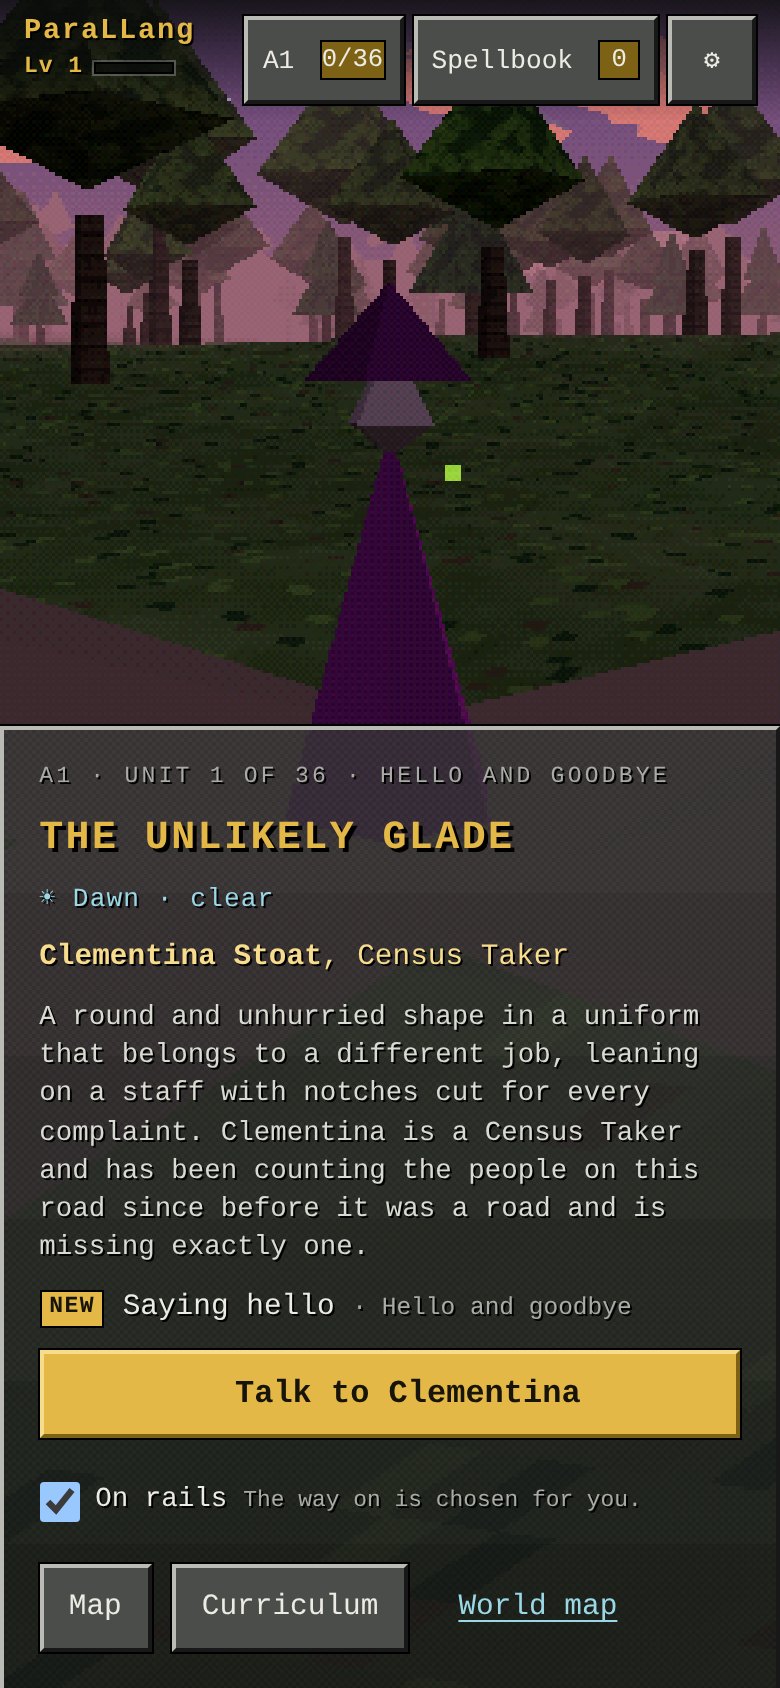 ParaLLang
Lv 1
A1 0/36
Spellbook 0
⚙
A1 · UNIT 1 OF 36 · HELLO AND GOODBYE
THE UNLIKELY GLADE
☀ Dawn · clear
Clementina Stoat, Census Taker
A round and unhurried shape in a uniform
that belongs to a different job, leaning
on a staff with notches cut for every
complaint. Clementina is a Census Taker
and has been counting the people on this
road since before it was a road and is
missing exactly one.
NEW Saying hello · Hello and goodbye
Talk to Clementina
On rails The way on is chosen for you.
Map
Curriculum
World map